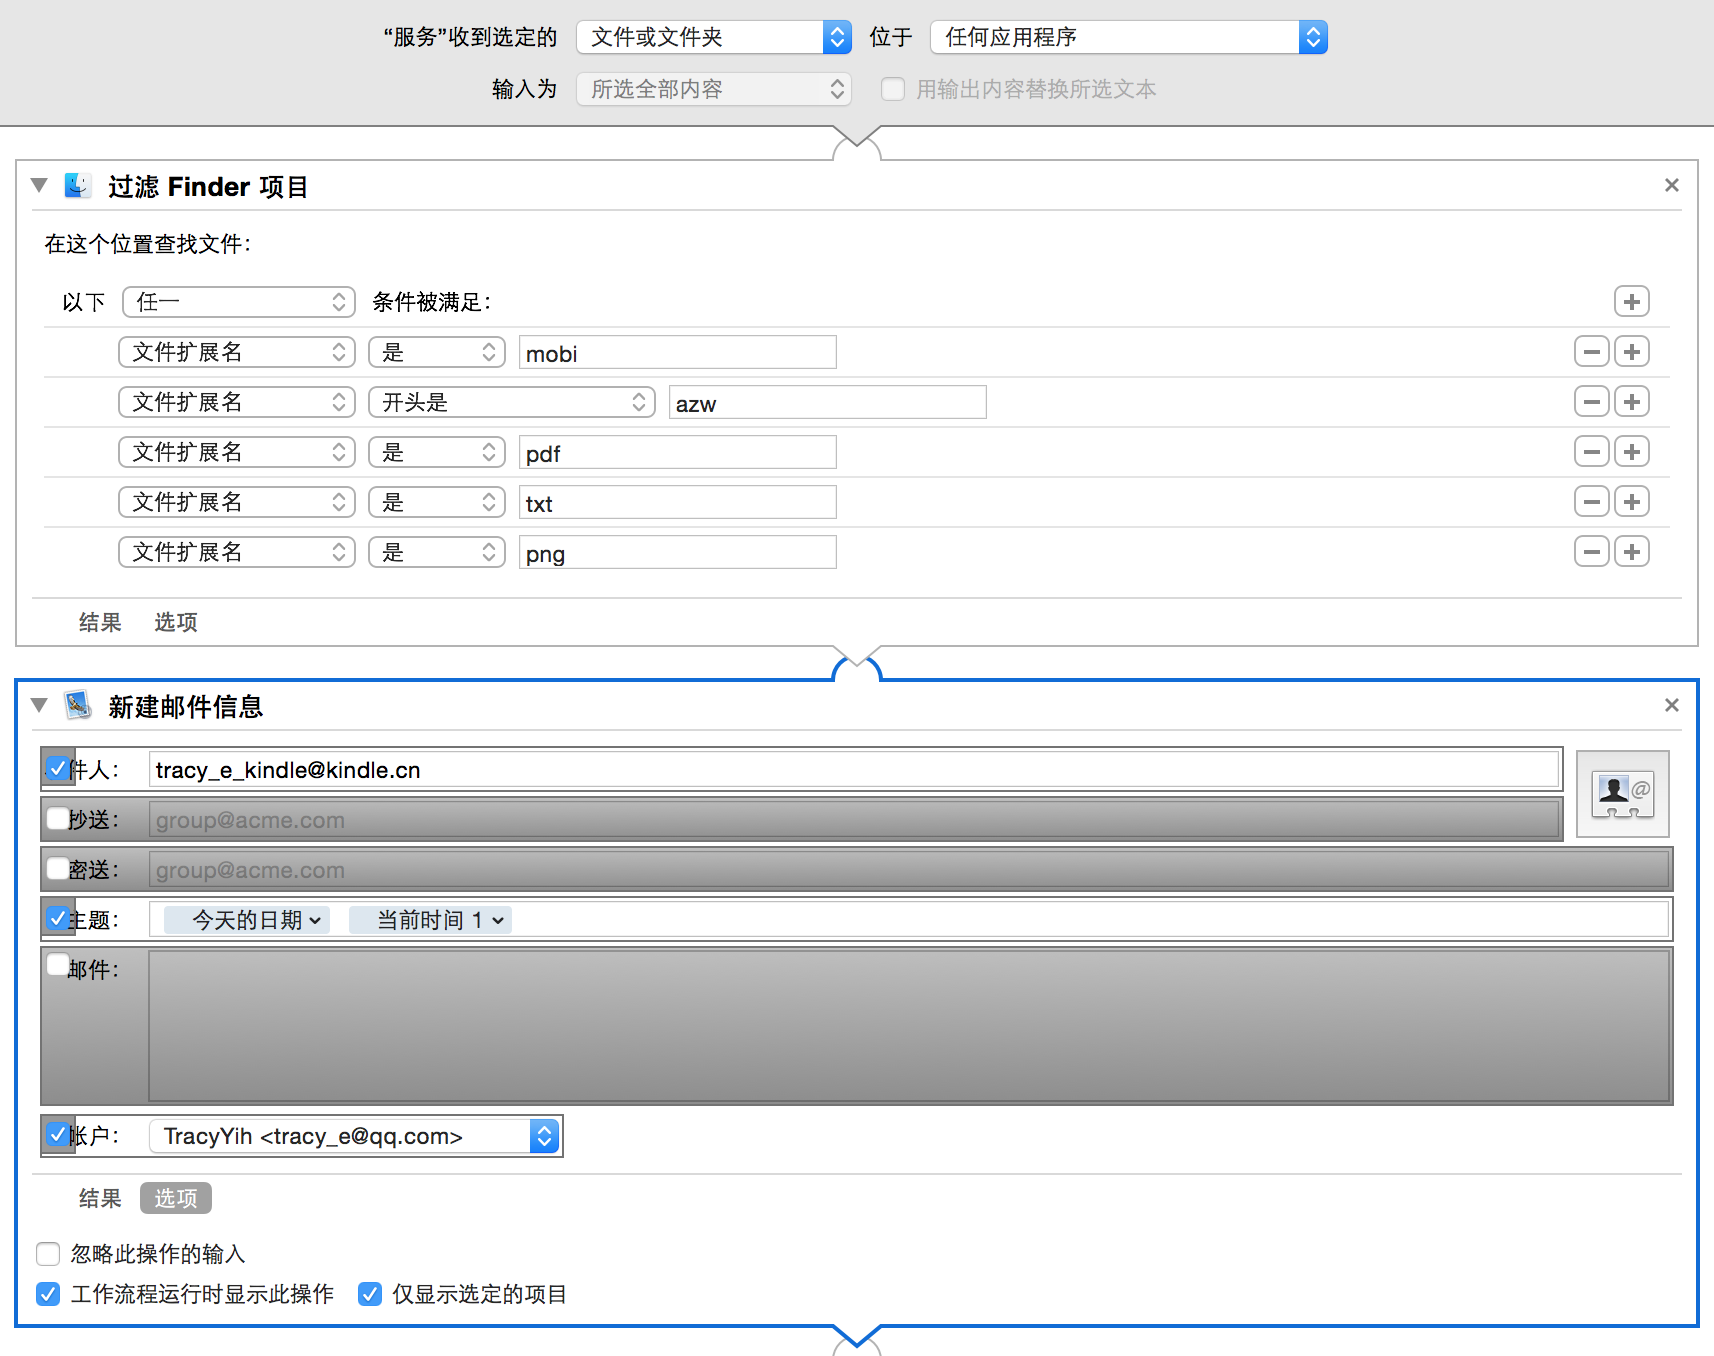 “服务”收到选定的 文件或文件夹 位于 任何应用程序
输入为 所选全部内容 用输出内容替换所选文本
过滤 Finder 项目
在这个位置查找文件：
以下 任一 条件被满足：
文件扩展名 是 mobi
文件扩展名 开头是 azw
文件扩展名 是 pdf
文件扩展名 是 txt
文件扩展名 是 png
结果 选项
新建邮件信息
件人： tracy_e_kindle@kindle.cn
抄送： group@acme.com
密送： group@acme.com
主题： 今天的日期 当前时间 1
邮件：
帐户： TracyYih <tracy_e@qq.com>
结果 选项
忽略此操作的输入
工作流程运行时显示此操作 仅显示选定的项目